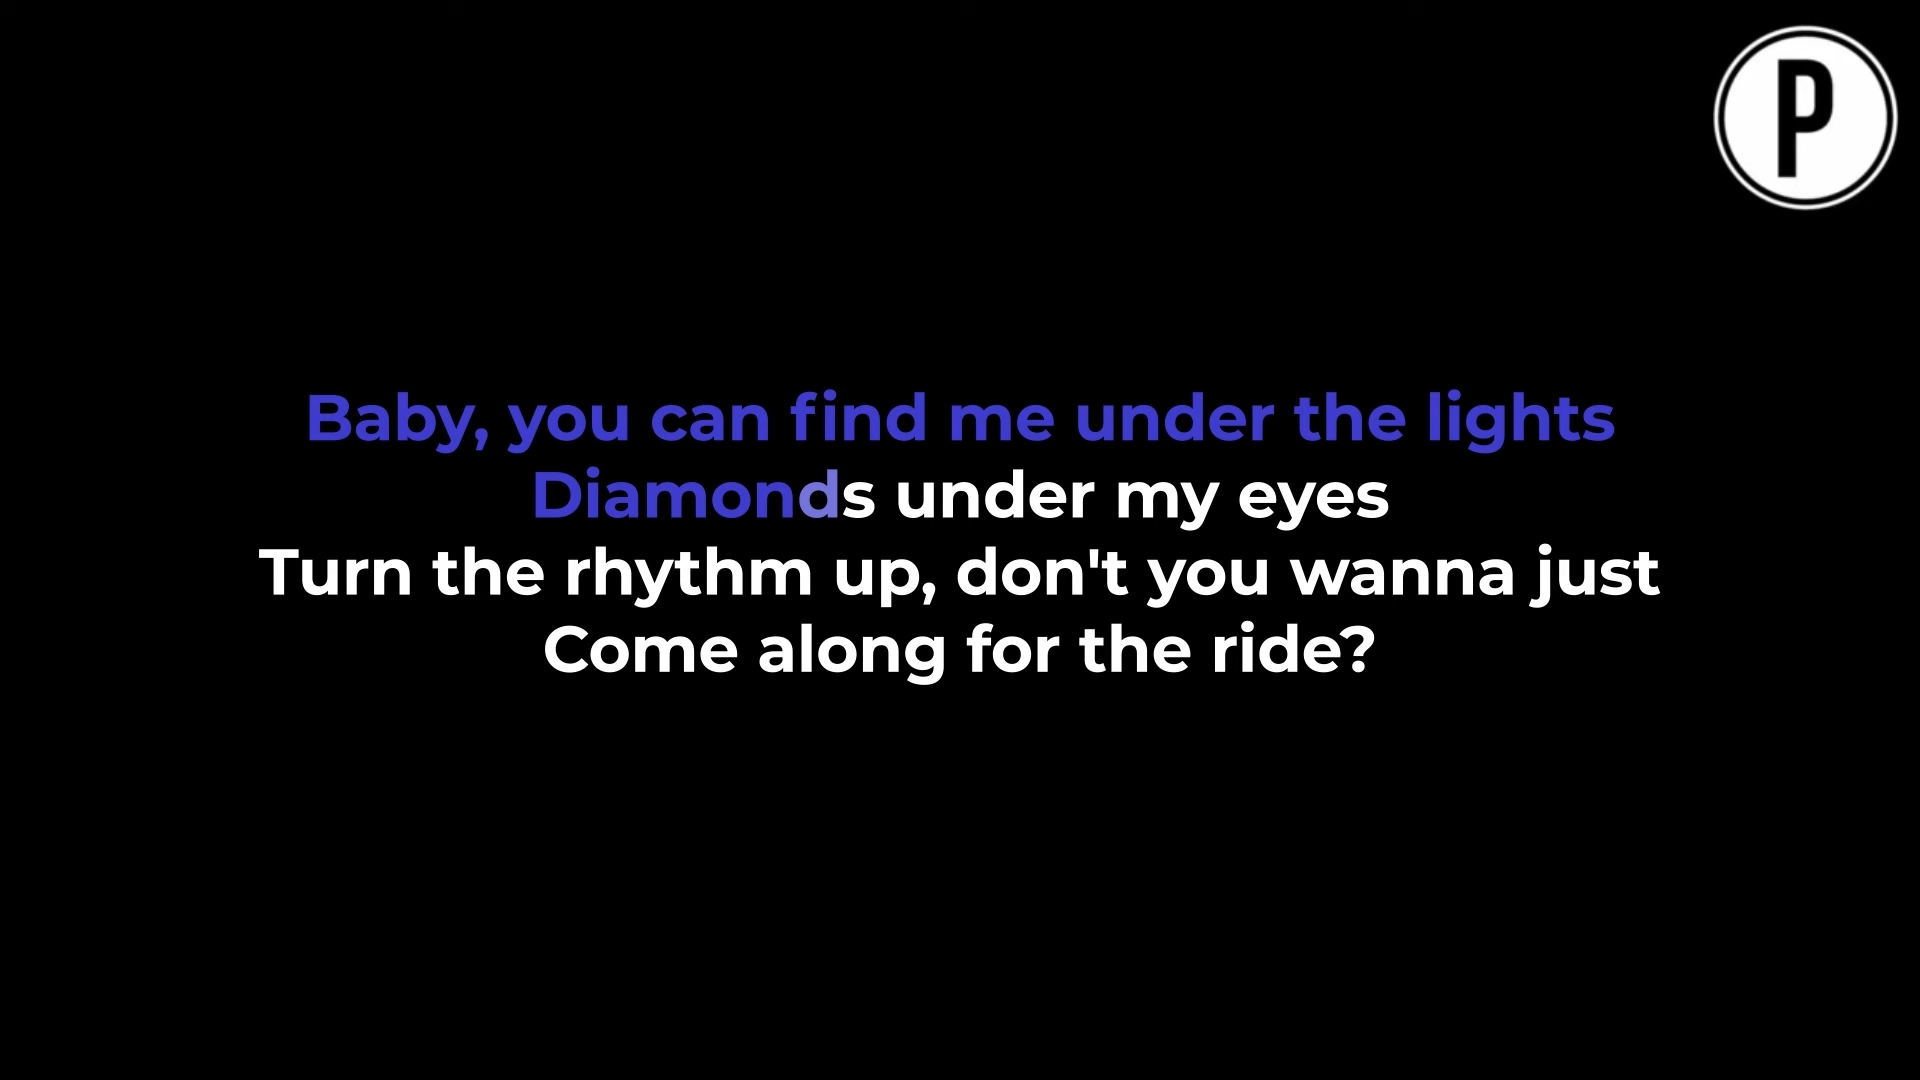 P
Baby, you can find me under the lights
Diamonds under my eyes
Turn the rhythm up, don't you wanna just
Come along for the ride?